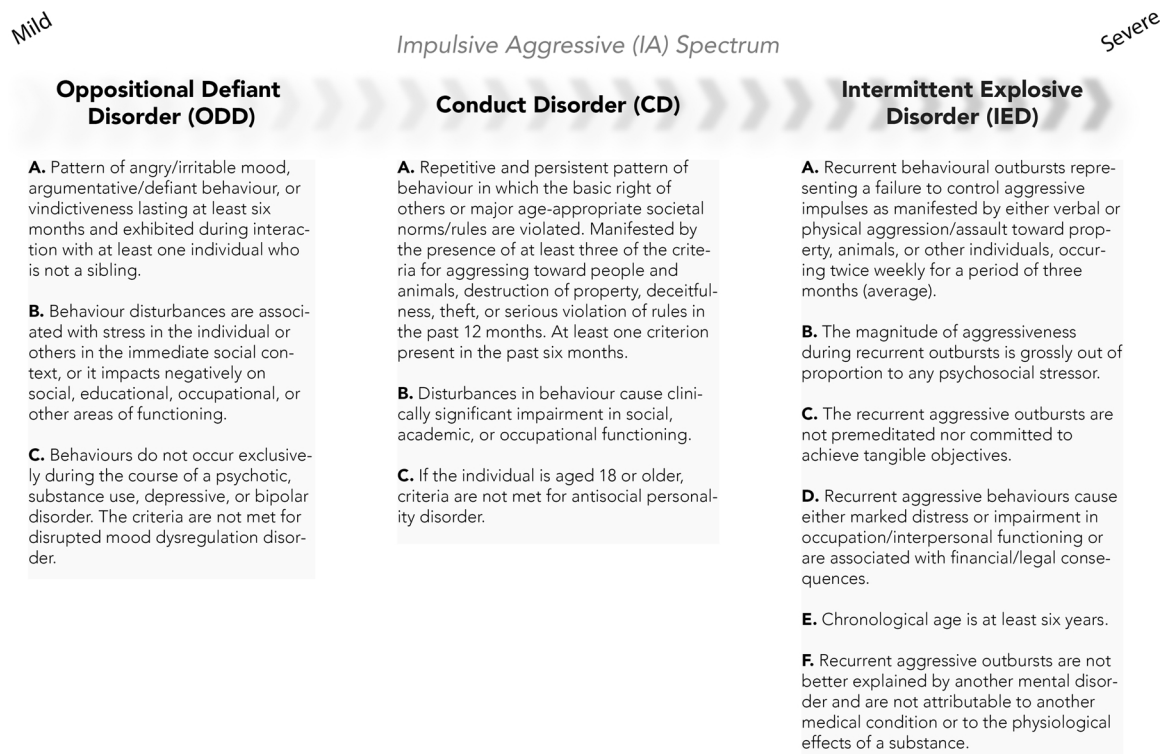 Mild
Severe
Impulsive Aggressive (IA) Spectrum
Oppositional Defiant
Disorder (ODD)
Conduct Disorder (CD)
Intermittent Explosive
Disorder (IED)
A. Pattern of angry/irritable mood,
argumentative/defiant behaviour, or
vindictiveness lasting at least six
months and exhibited during interac-
tion with at least one individual who
is not a sibling.
B. Behaviour disturbances are associ-
ated with stress in the individual or
others in the immediate social con-
text, or it impacts negatively on
social, educational, occupational, or
other areas of functioning.
C. Behaviours do not occur exclusive-
ly during the course of a psychotic,
substance use, depressive, or bipolar
disorder. The criteria are not met for
disrupted mood dysregulation disor-
der.
A. Repetitive and persistent pattern of
behaviour in which the basic right of
others or major age-appropriate societal
norms/rules are violated. Manifested by
the presence of at least three of the crite-
ria for aggressing toward people and
animals, destruction of property, deceitful-
ness, theft, or serious violation of rules in
the past 12 months. At least one criterion
present in the past six months.
B. Disturbances in behaviour cause clini-
cally significant impairment in social,
academic, or occupational functioning.
C. If the individual is aged 18 or older,
criteria are not met for antisocial personal-
ity disorder.
A. Recurrent behavioural outbursts repre-
senting a failure to control aggressive
impulses as manifested by either verbal or
physical aggression/assault toward prop-
erty, animals, or other individuals, occur-
ing twice weekly for a period of three
months (average).
B. The magnitude of aggressiveness
during recurrent outbursts is grossly out of
proportion to any psychosocial stressor.
C. The recurrent aggressive outbursts are
not premeditated nor committed to
achieve tangible objectives.
D. Recurrent aggressive behaviours cause
either marked distress or impairment in
occupation/interpersonal functioning or
are associated with financial/legal conse-
quences.
E. Chronological age is at least six years.
F. Recurrent aggressive outbursts are not
better explained by another mental disor-
der and are not attributable to another
medical condition or to the physiological
effects of a substance.